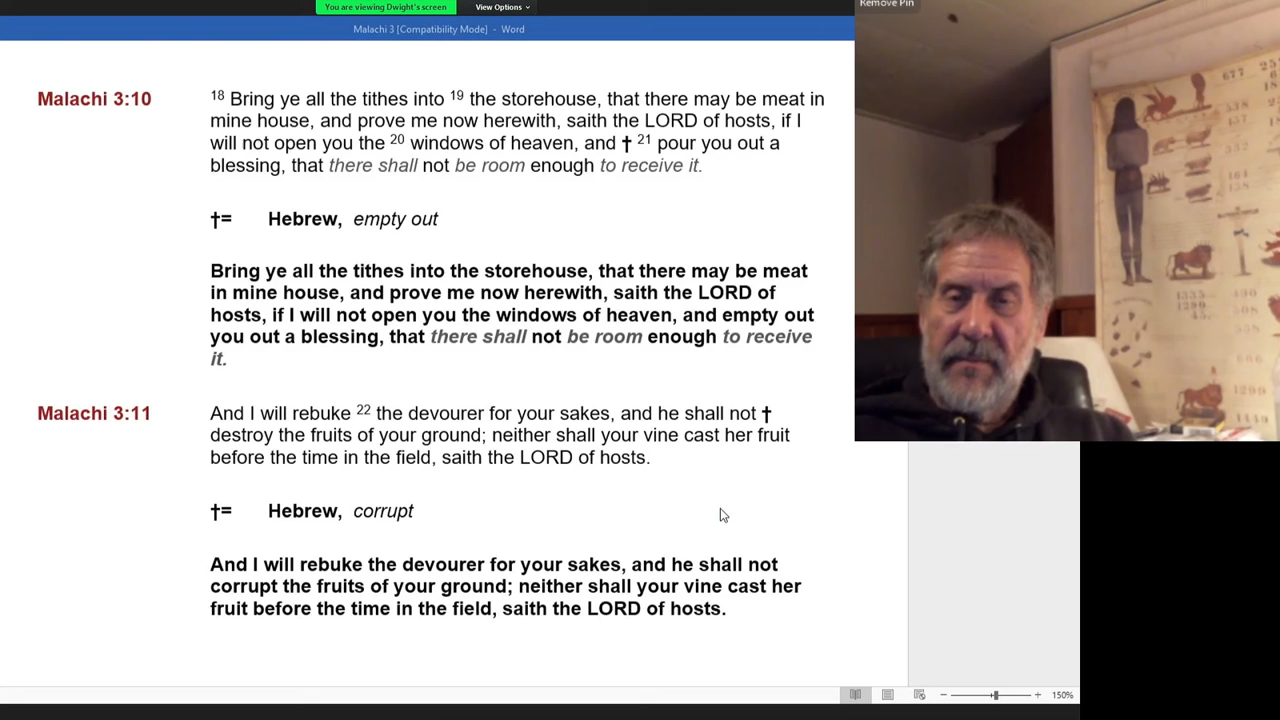 Remove Pin
You are viewing Dwight's screen
View Options
Malachi 3 [Compatibility Mode] - Word
Malachi 3:10
18 Bring ye all the tithes into 19 the storehouse, that there may be meat in
mine house, and prove me now herewith, saith the LORD of hosts, if I
will not open you the 20 windows of heaven, and † 21 pour you out a
blessing, that there shall not be room enough to receive it.
†= Hebrew, empty out
Bring ye all the tithes into the storehouse, that there may be meat
in mine house, and prove me now herewith, saith the LORD of
hosts, if I will not open you the windows of heaven, and empty out
you out a blessing, that there shall not be room enough to receive
it.
Malachi 3:11
And I will rebuke 22 the devourer for your sakes, and he shall not †
destroy the fruits of your ground; neither shall your vine cast her fruit
before the time in the field, saith the LORD of hosts.
†= Hebrew, corrupt
And I will rebuke the devourer for your sakes, and he shall not
corrupt the fruits of your ground; neither shall your vine cast her
fruit before the time in the field, saith the LORD of hosts.
677
1299
150%